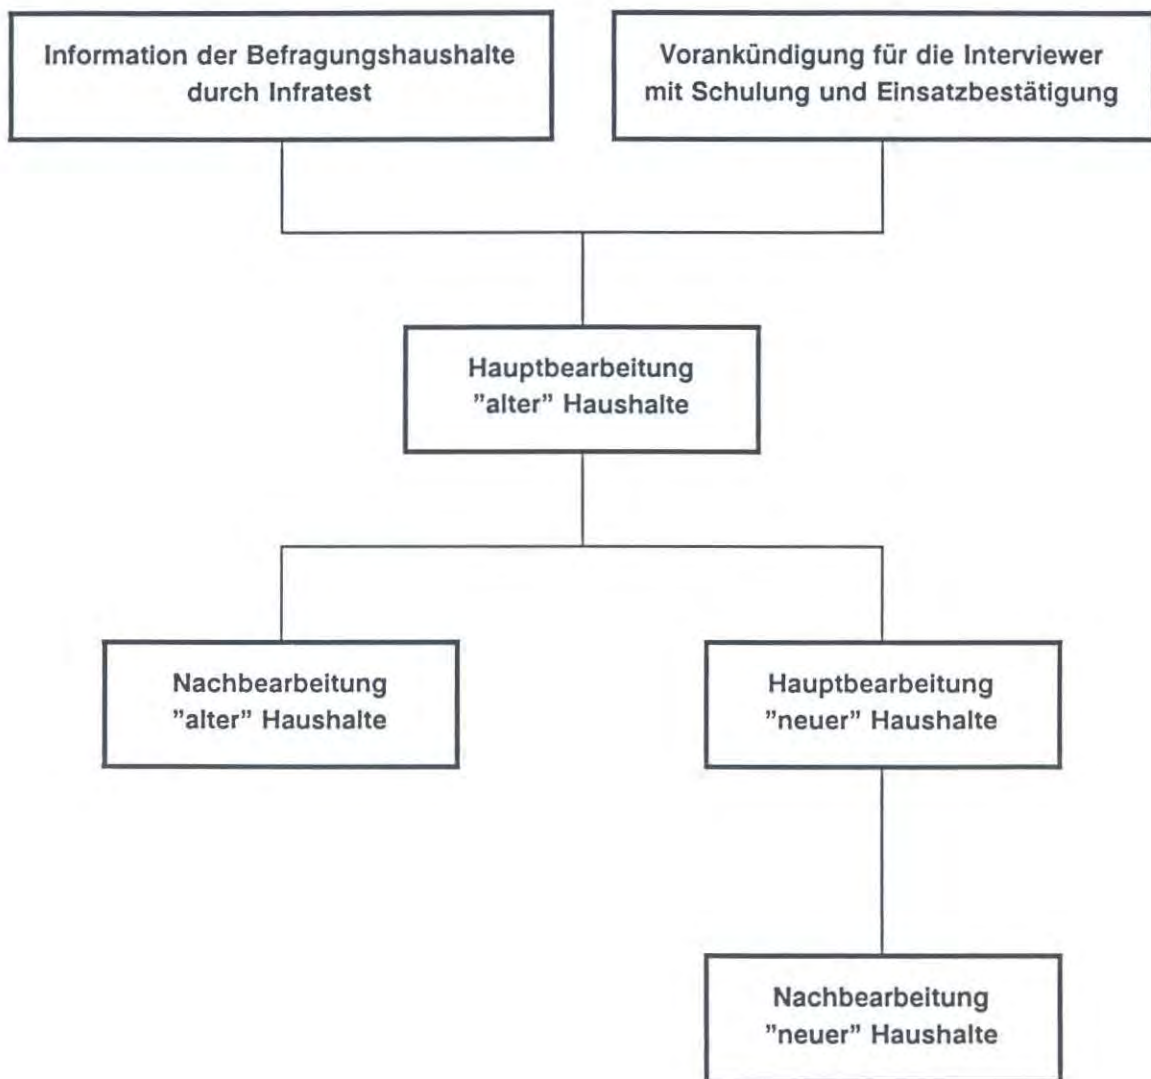 Information der Befragungshaushalte
durch Infratest
Vorankündigung für die Interviewer
mit Schulung und Einsatzbestätigung
Hauptbearbeitung
”alter” Haushalte
Nachbearbeitung
”alter” Haushalte
Hauptbearbeitung
”neuer” Haushalte
Nachbearbeitung
”neuer” Haushalte